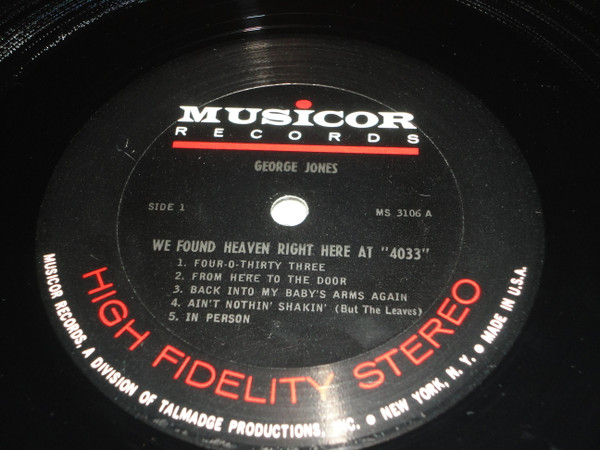 MUSICOR
RECORDS
GEORGE JONES
SIDE 1
MS 3106 A
WE FOUND HEAVEN RIGHT HERE AT "4033"
1. FOUR-O-THIRTY THREE
2. FROM HERE TO THE DOOR
3. BACK INTO MY BABY'S ARMS AGAIN
4. AIN'T NOTHIN' SHAKIN' (But The Leaves)
5. IN PERSON
HIGH FIDELITY STEREO
MUSICOR RECORDS, A DIVISION OF TALMADGE PRODUCTIONS, INC. ● NEW YORK, N. Y. ● MADE IN U.S.A.